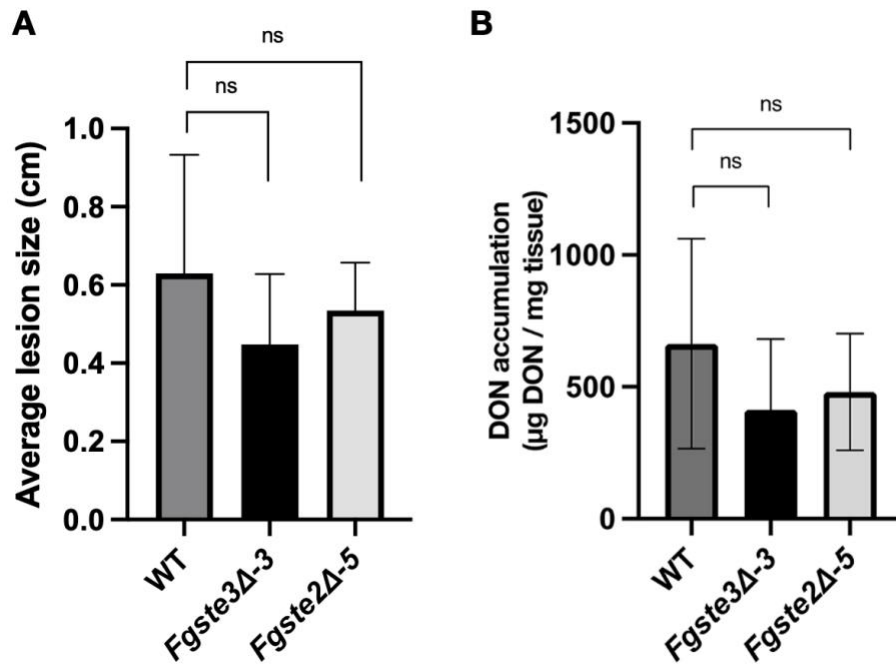 A
ns
ns
Average lesion size (cm)
1.0
0.8
0.6
0.4
0.2
0.0
WT
Fgste3Δ-3
Fgste2Δ-5
B
ns
ns
DON accumulation
(µg DON / mg tissue)
1500
1000
500
0
WT
Fgste3Δ-3
Fgste2Δ-5